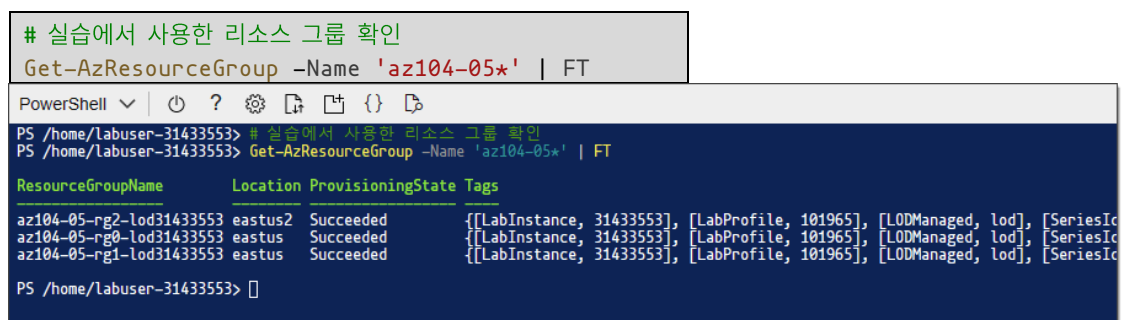 # 실습에서 사용한 리소스 그룹 확인
Get-AzResourceGroup -Name 'az104-05*' | FT
PowerShell
? {}
PS /home/labuser-31433553> # 실습에서 사용한 리소스 그룹 확인
PS /home/labuser-31433553> Get-AzResourceGroup -Name 'az104-05*' | FT
ResourceGroupName Location ProvisioningState Tags
----------------- -------- ----------------- ----
az104-05-rg2-lod31433553 eastus2 Succeeded {[LabInstance, 31433553], [LabProfile, 101965], [LODManaged, lod], [SeriesId
az104-05-rg0-lod31433553 eastus Succeeded {[LabInstance, 31433553], [LabProfile, 101965], [LODManaged, lod], [SeriesId
az104-05-rg1-lod31433553 eastus Succeeded {[LabInstance, 31433553], [LabProfile, 101965], [LODManaged, lod], [SeriesId
PS /home/labuser-31433553>